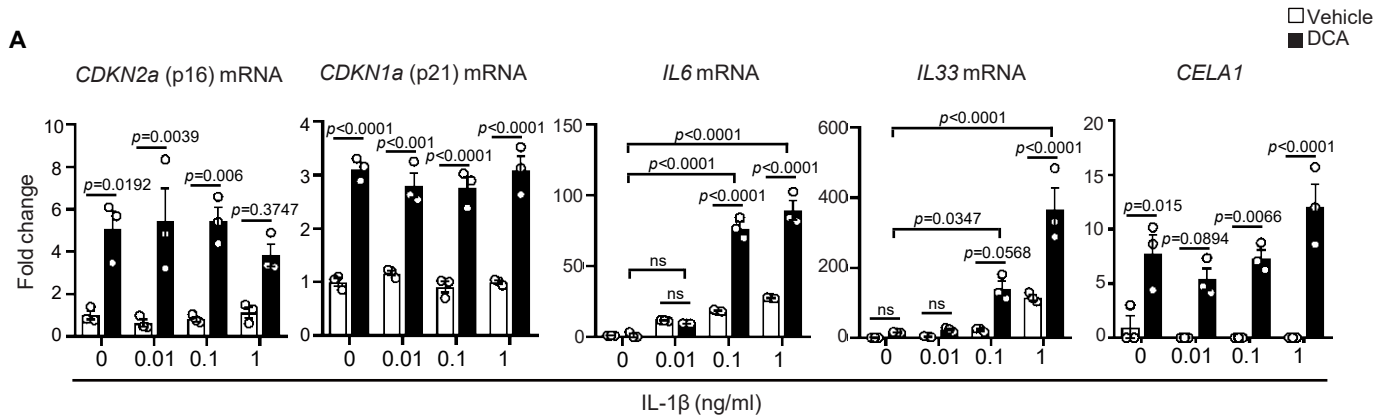 Vehicle
DCA
A
CDKN2a (p16) mRNA
CDKN1a (p21) mRNA
IL6 mRNA
IL33 mRNA
CELA1
Fold change
10
8
6
4
2
0
p=0.0192
p=0.0039
p=0.006
p=0.3747
0 0.01 0.1 1
4
3
2
1
0
p<0.0001
p<0.001
p<0.0001
p<0.0001
0 0.01 0.1 1
150
100
50
0
p<0.0001
p<0.0001
p<0.0001
p<0.0001
ns
ns
0 0.01 0.1 1
600
400
200
0
p<0.0001
p<0.0001
p=0.0347
p=0.0568
ns
ns
0 0.01 0.1 1
20
15
10
5
0
p=0.015
p=0.0894
p=0.0066
p<0.0001
0 0.01 0.1 1
IL-1β (ng/ml)